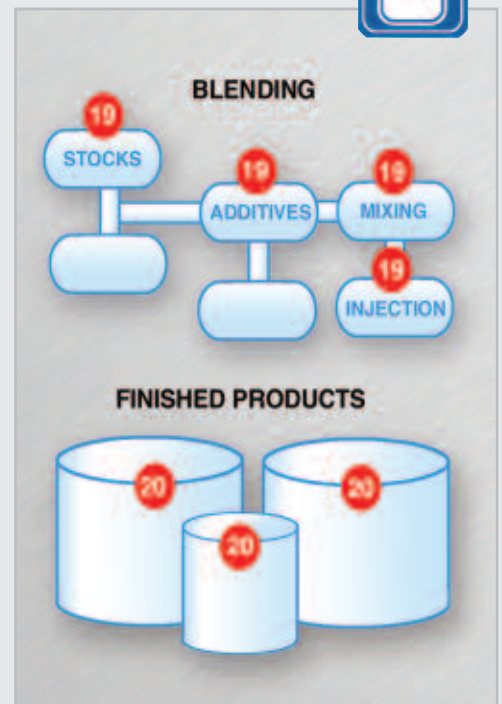 BLENDING
19
STOCKS
19 19
ADDITIVES MIXING
19
INJECTION
FINISHED PRODUCTS
20 20
20